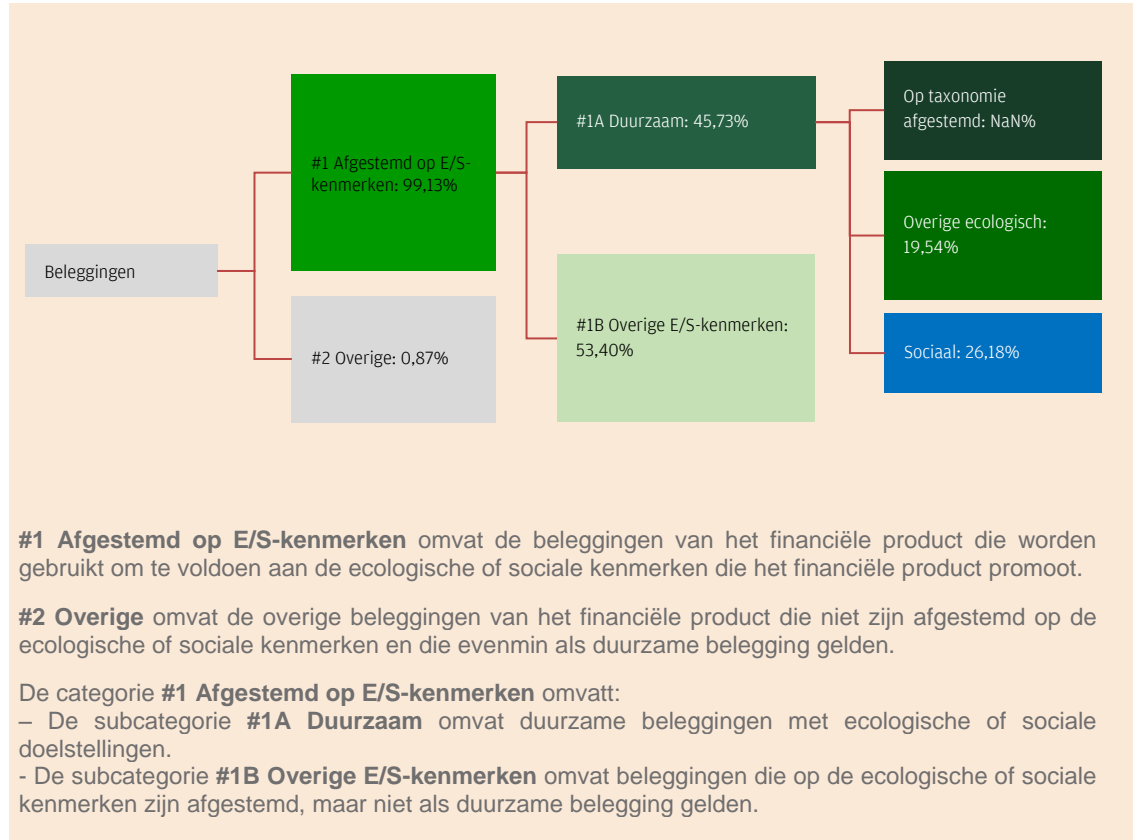 Beleggingen
#1 Afgestemd op E/S-
kenmerken: 99,13%
#2 Overige: 0,87%
#1A Duurzaam: 45,73%
#1B Overige E/S-kenmerken:
53,40%
Op taxonomie
afgestemd: NaN%
Overige ecologisch:
19,54%
Sociaal: 26,18%
#1 Afgestemd op E/S-kenmerken omvat de beleggingen van het financiële product die worden
gebruikt om te voldoen aan de ecologische of sociale kenmerken die het financiële product promoot.
#2 Overige omvat de overige beleggingen van het financiële product die niet zijn afgestemd op de
ecologische of sociale kenmerken en die evenmin als duurzame belegging gelden.
De categorie #1 Afgestemd op E/S-kenmerken omvatt:
– De subcategorie #1A Duurzaam omvat duurzame beleggingen met ecologische of sociale
doelstellingen.
- De subcategorie #1B Overige E/S-kenmerken omvat beleggingen die op de ecologische of sociale
kenmerken zijn afgestemd, maar niet als duurzame belegging gelden.